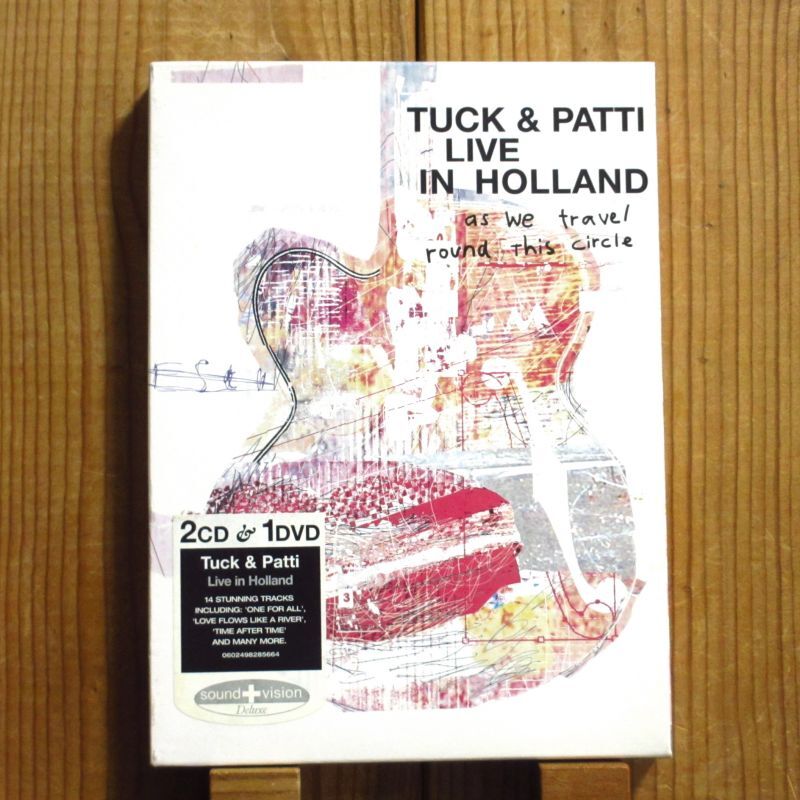 TUCK & PATTI
LIVE
IN HOLLAND
as we travel
round this circle
2CD & 1DVD
Tuck & Patti
Live in Holland
14 STUNNING TRACKS
INCLUDING: 'ONE FOR ALL',
'LOVE FLOWS LIKE A RIVER',
'TIME AFTER TIME'
AND MANY MORE.
0602498285664
sound+vision
Deluxe
3